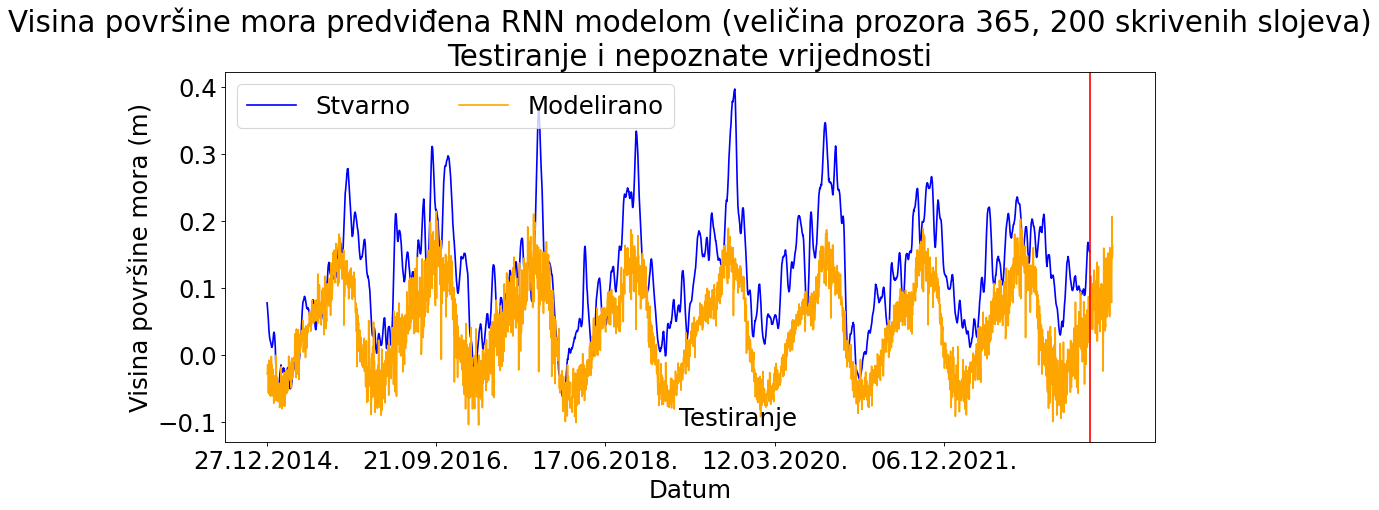 Visina površine mora predviđena RNN modelom (veličina prozora 365, 200 skrivenih slojeva)
Testiranje i nepoznate vrijednosti
Stvarno
Modelirano
Visina površine mora (m)
0.4
0.3
0.2
0.1
0.0
−0.1
Testiranje
27.12.2014.
21.09.2016.
17.06.2018.
12.03.2020.
06.12.2021.
Datum